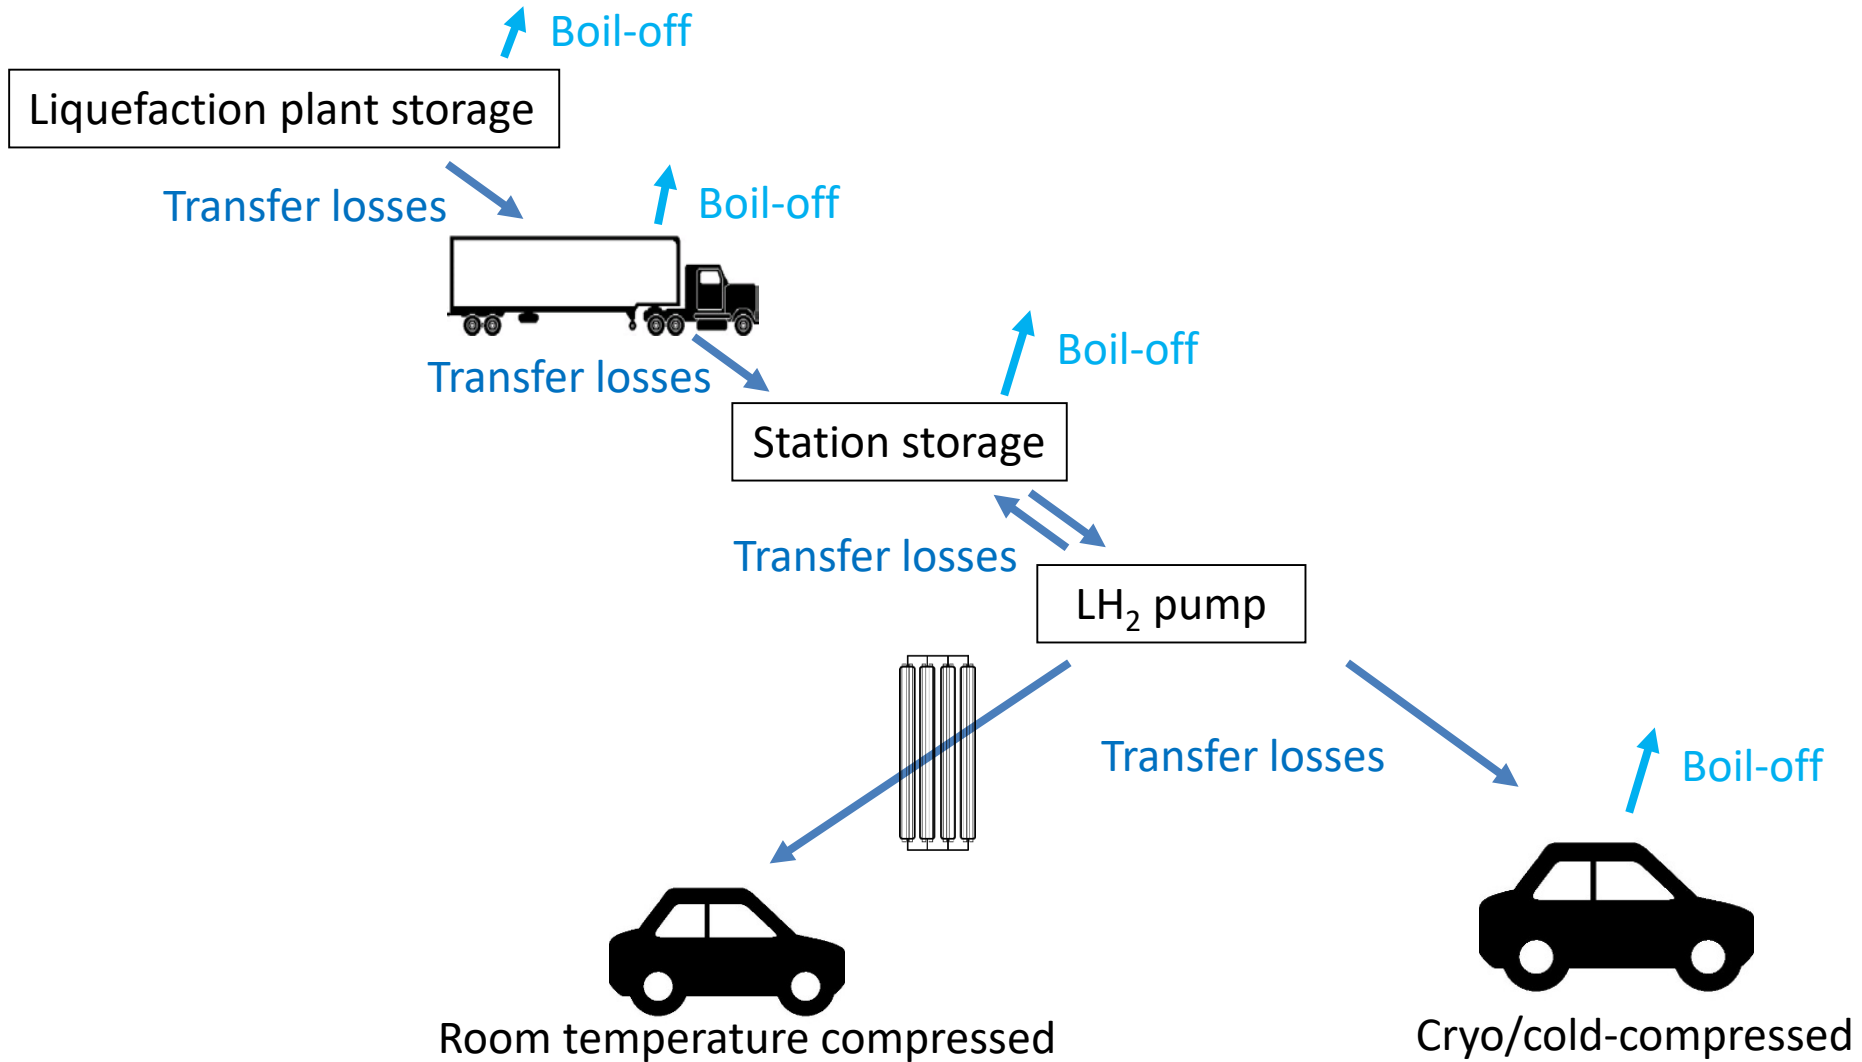 Boil-off
Liquefaction plant storage
Transfer losses
Boil-off
Transfer losses
Boil-off
Station storage
Transfer losses
LH₂ pump
Transfer losses
Boil-off
Room temperature compressed
Cryo/cold-compressed